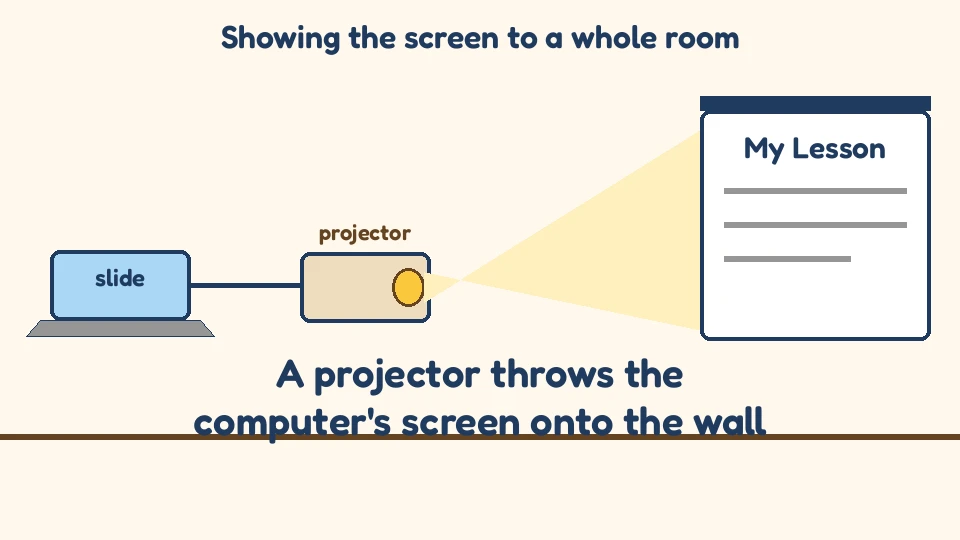 Showing the screen to a whole room
My Lesson
projector
slide
A projector throws the
computer's screen onto the wall